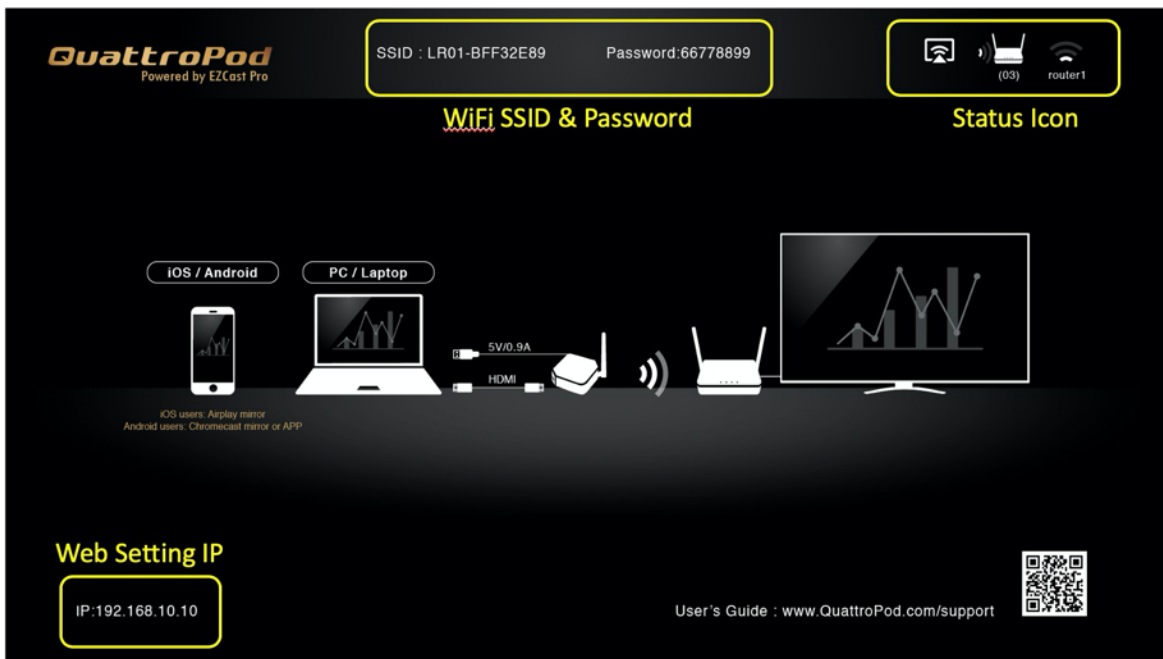 QuattroPod
Powered by EZCast Pro
SSID : LR01-BFF32E89 Password:66778899
(03) router1
WiFi SSID & Password
Status Icon
iOS / Android
PC / Laptop
5V/0.9A
HDMI
iOS users: Airplay mirror
Android users: Chromecast mirror or APP
Web Setting IP
IP:192.168.10.10
User's Guide : www.QuattroPod.com/support